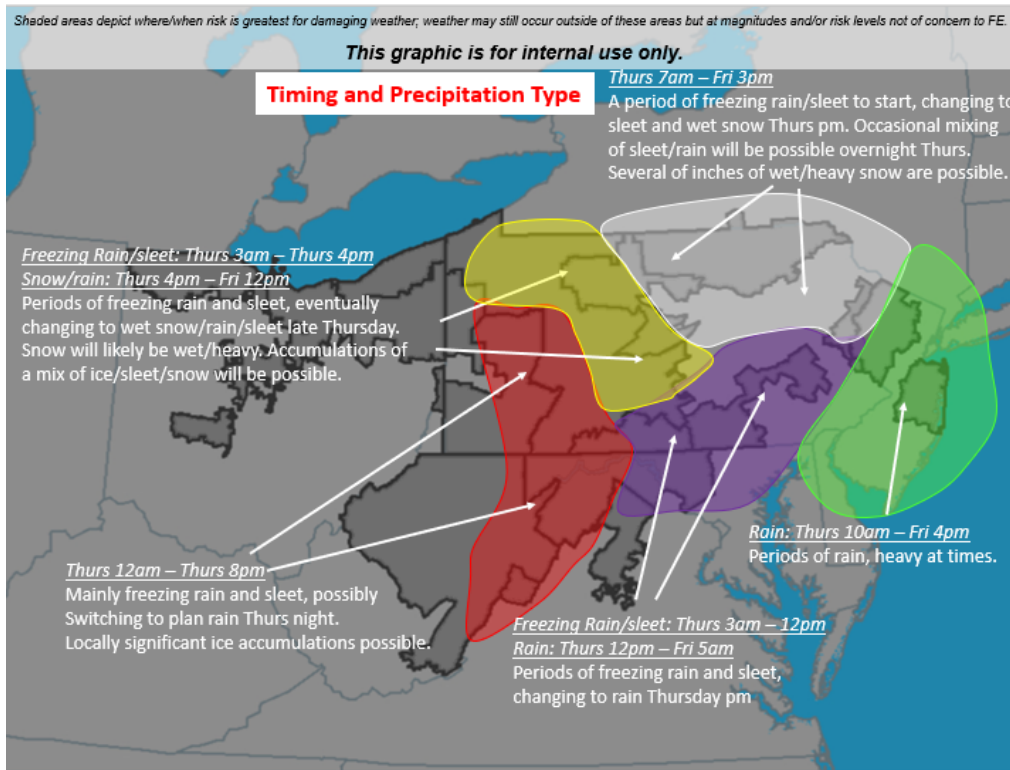 Shaded areas depict where/when risk is greatest for damaging weather; weather may still occur outside of these areas but at magnitudes and/or risk levels not of concern to FE.
This graphic is for internal use only.
Timing and Precipitation Type
Thurs 7am – Fri 3pm
A period of freezing rain/sleet to start, changing to
sleet and wet snow Thurs pm. Occasional mixing
of sleet/rain will be possible overnight Thurs.
Several of inches of wet/heavy snow are possible.
Freezing Rain/sleet: Thurs 3am – Thurs 4pm
Snow/rain: Thurs 4pm – Fri 12pm
Periods of freezing rain and sleet, eventually
changing to wet snow/rain/sleet late Thursday.
Snow will likely be wet/heavy. Accumulations of
a mix of ice/sleet/snow will be possible.
Rain: Thurs 10am – Fri 4pm
Periods of rain, heavy at times.
Thurs 12am – Thurs 8pm
Mainly freezing rain and sleet, possibly
Switching to plan rain Thurs night.
Locally significant ice accumulations possible.
Freezing Rain/sleet: Thurs 3am – 12pm
Rain: Thurs 12pm – Fri 5am
Periods of freezing rain and sleet,
changing to rain Thursday pm